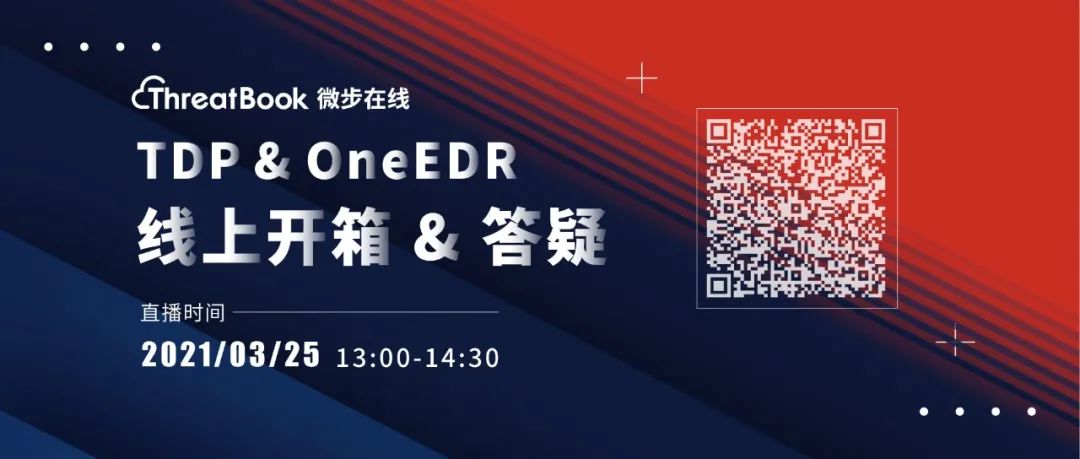 ThreatBook 微步在线
TDP & OneEDR
线上开箱 & 答疑
直播时间
2021/03/25 13:00-14:30